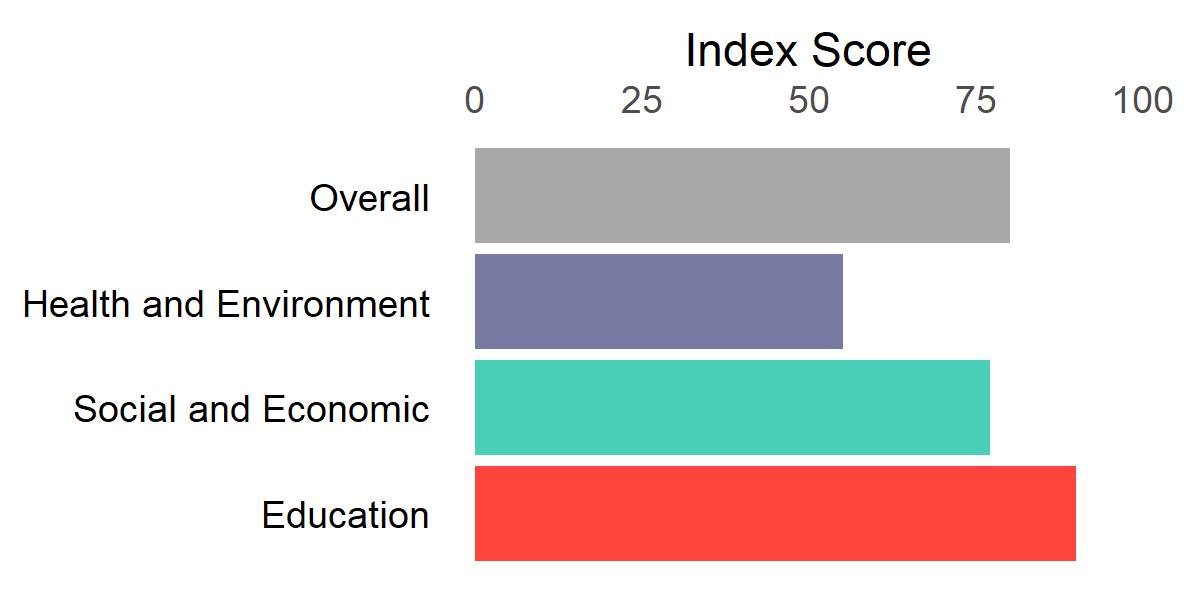 Index Score
0 25 50 75 100
Overall
Health and Environment
Social and Economic
Education